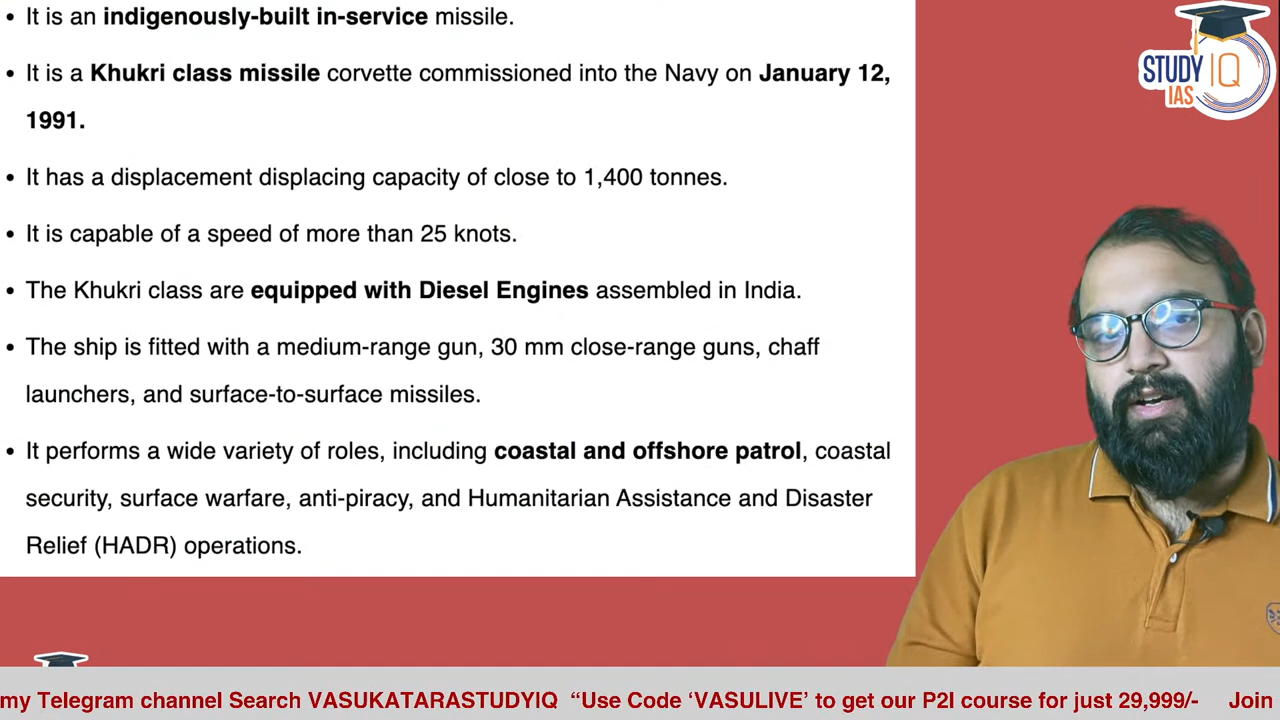 • It is an indigenously-built in-service missile.
• It is a Khukri class missile corvette commissioned into the Navy on January 12,
1991.
• It has a displacement displacing capacity of close to 1,400 tonnes.
• It is capable of a speed of more than 25 knots.
• The Khukri class are equipped with Diesel Engines assembled in India.
• The ship is fitted with a medium-range gun, 30 mm close-range guns, chaff
launchers, and surface-to-surface missiles.
• It performs a wide variety of roles, including coastal and offshore patrol, coastal
security, surface warfare, anti-piracy, and Humanitarian Assistance and Disaster
Relief (HADR) operations.
STUDY IQ
IAS
my Telegram channel Search VASUKATARASTUDYIQ “Use Code ‘VASULIVE’ to get our P2I course for just 29,999/- Join